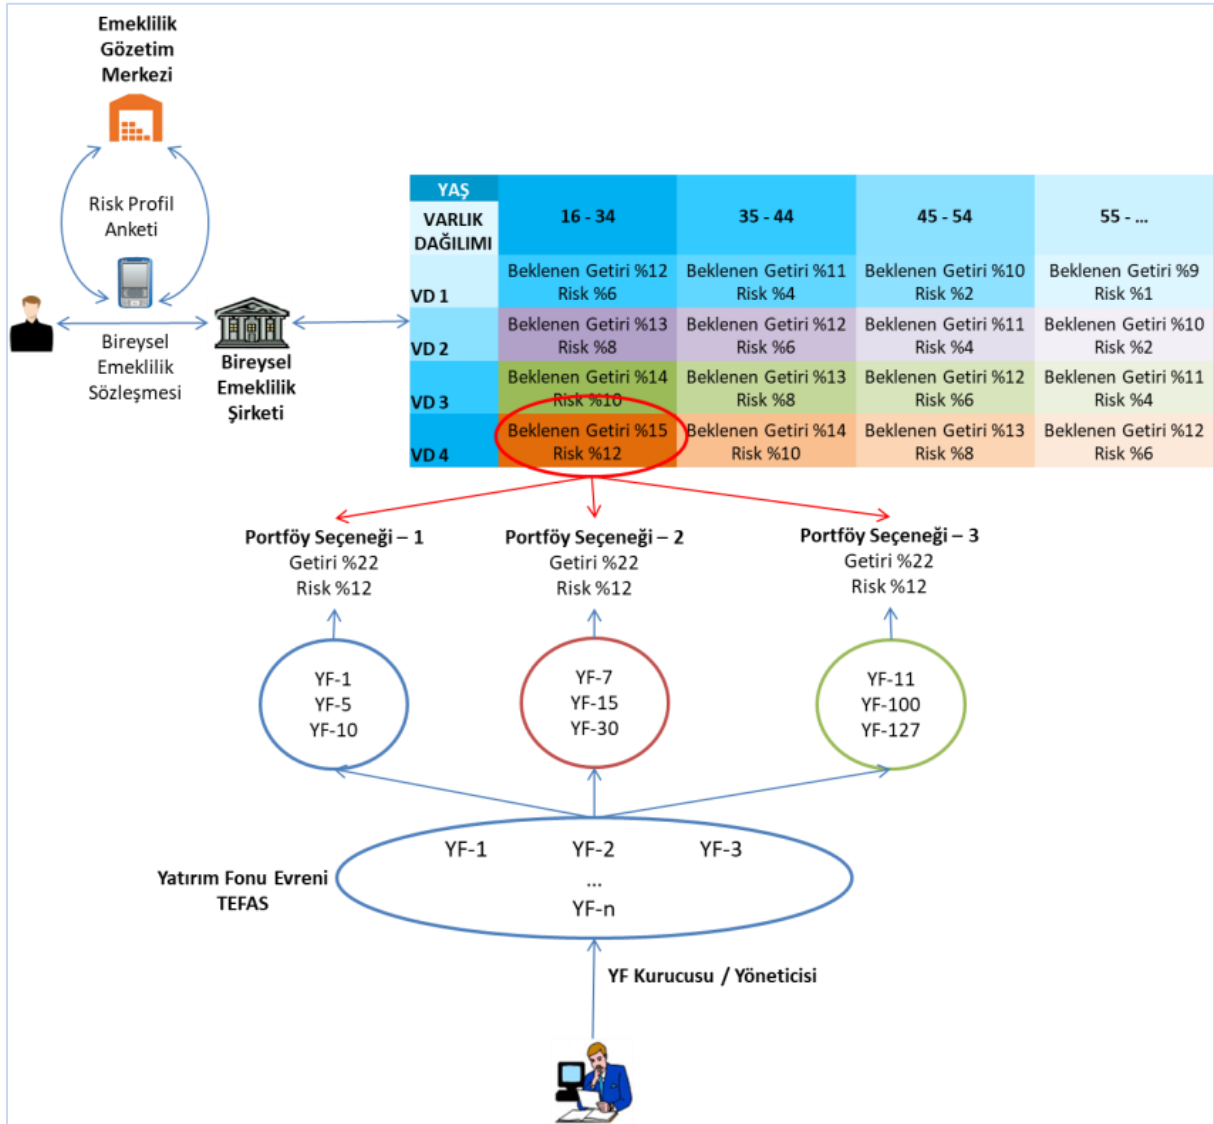 Emeklilik
Gözetim
Merkezi
Risk Profil
Anketi
Bireysel
Emeklilik
Sözleşmesi
Bireysel
Emeklilik
Şirketi
YAŞ
VARLIK
DAĞILIMI
16 - 34
35 - 44
45 - 54
55 - ...
VD 1
Beklenen Getiri %12
Risk %6
Beklenen Getiri %11
Risk %4
Beklenen Getiri %10
Risk %2
Beklenen Getiri %9
Risk %1
VD 2
Beklenen Getiri %13
Risk %8
Beklenen Getiri %12
Risk %6
Beklenen Getiri %11
Risk %4
Beklenen Getiri %10
Risk %2
VD 3
Beklenen Getiri %14
Risk %10
Beklenen Getiri %13
Risk %8
Beklenen Getiri %12
Risk %6
Beklenen Getiri %11
Risk %4
VD 4
Beklenen Getiri %15
Risk %12
Beklenen Getiri %14
Risk %10
Beklenen Getiri %13
Risk %8
Beklenen Getiri %12
Risk %6
Portföy Seçeneği – 1
Getiri %22
Risk %12
Portföy Seçeneği – 2
Getiri %22
Risk %12
Portföy Seçeneği – 3
Getiri %22
Risk %12
YF-1
YF-5
YF-10
YF-7
YF-15
YF-30
YF-11
YF-100
YF-127
Yatırım Fonu Evreni
TEFAS
YF-1 YF-2 YF-3
...
YF-n
YF Kurucusu / Yöneticisi